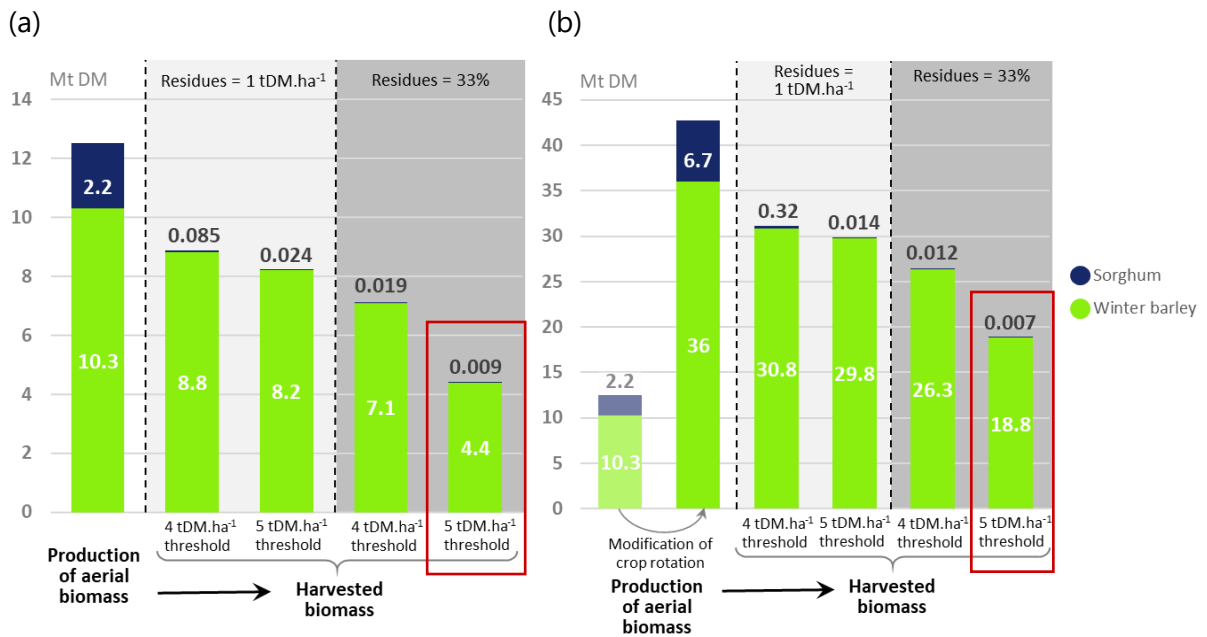 (a)
Mt DM
Residues = 1 tDM.ha⁻¹
Residues = 33%
14
12
10
8
6
4
2
0
2.2
10.3
0.085
8.8
0.024
8.2
0.019
7.1
0.009
4.4
4 tDM.ha⁻¹
threshold
5 tDM.ha⁻¹
threshold
4 tDM.ha⁻¹
threshold
5 tDM.ha⁻¹
threshold
Production
of aerial
biomass
Harvested
biomass
(b)
Mt DM
Residues =
1 tDM.ha⁻¹
Residues = 33%
45
40
35
30
25
20
15
10
5
0
2.2
10.3
6.7
36
0.32
30.8
0.014
29.8
0.012
26.3
0.007
18.8
Modification of
crop rotation
4 tDM.ha⁻¹
threshold
5 tDM.ha⁻¹
threshold
4 tDM.ha⁻¹
threshold
5 tDM.ha⁻¹
threshold
Production
of aerial
biomass
Harvested
biomass
Sorghum
Winter barley